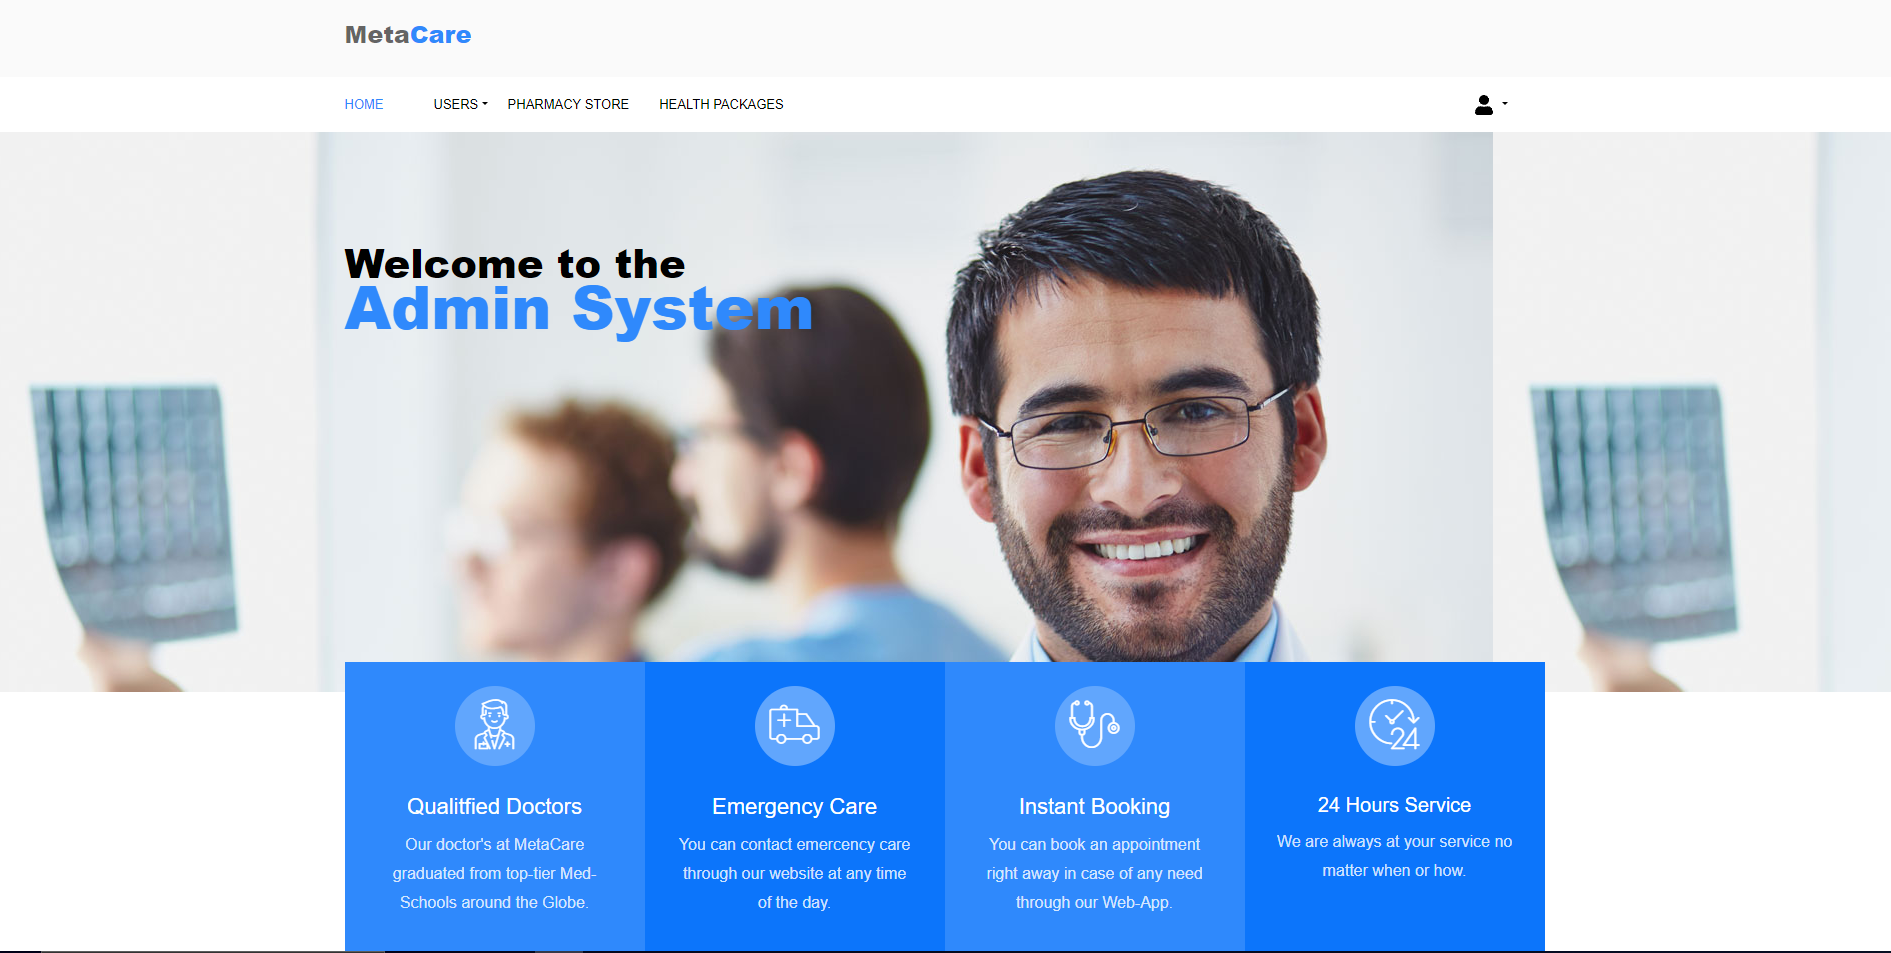 MetaCare
HOME USERS PHARMACY STORE HEALTH PACKAGES
Welcome to the
Admin System
24
Qualitfied Doctors
Our doctor's at MetaCare
graduated from top-tier Med-
Schools around the Globe.
Emergency Care
You can contact emercency care
through our website at any time
of the day.
Instant Booking
You can book an appointment
right away in case of any need
through our Web-App.
24 Hours Service
We are always at your service no
matter when or how.